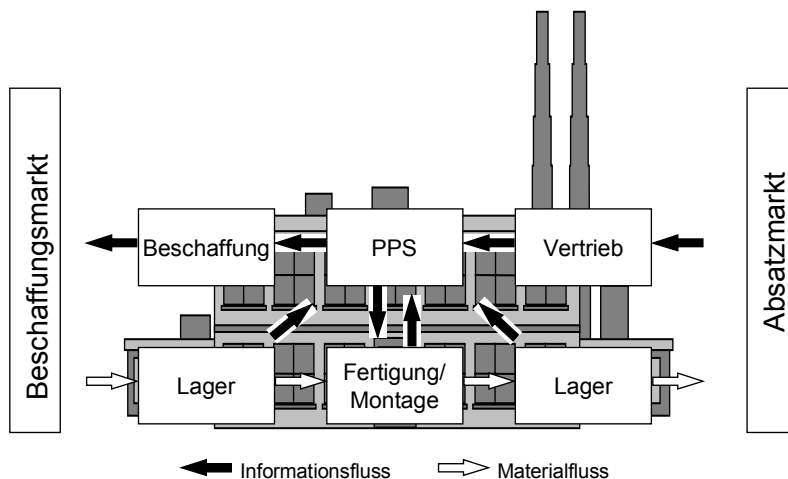 Beschaffungsmarkt
Absatzmarkt
Beschaffung
PPS
Vertrieb
Lager
Fertigung/
Montage
Lager
Informationsfluss
Materialfluss